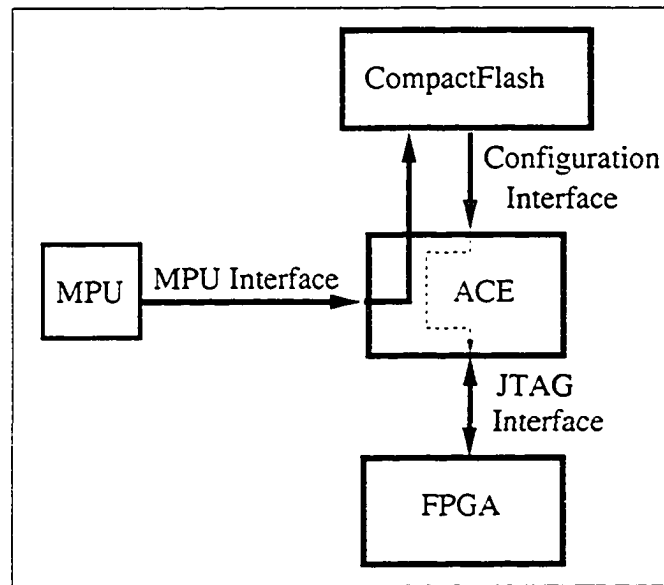 CompactFlash
Configuration
Interface
MPU
MPU Interface
ACE
JTAG
Interface
FPGA